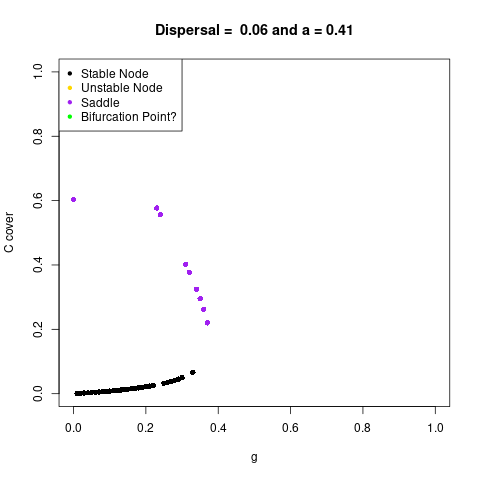 Dispersal =  0.06 and a = 0.41
Stable Node
Unstable Node
Saddle
Bifurcation Point?
C cover
1.0
0.8
0.6
0.4
0.2
0.0
0.0 0.2 0.4 0.6 0.8 1.0
g